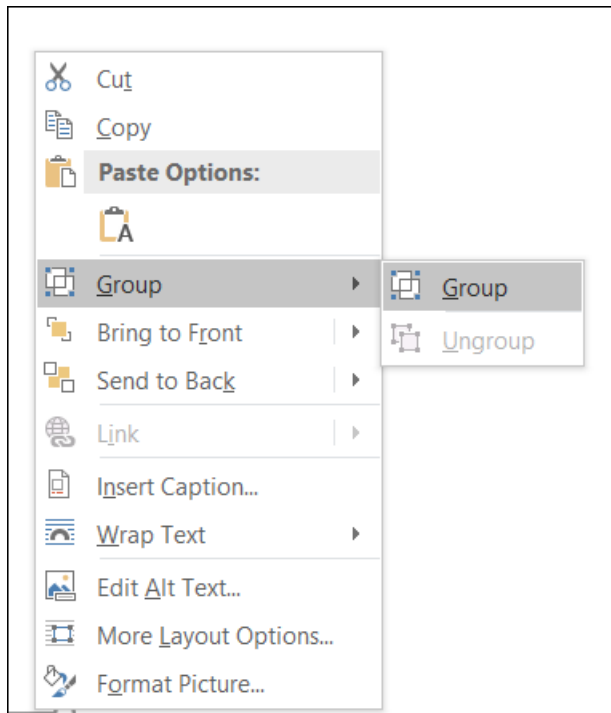 Cut
Copy
Paste Options:
A
Group
Group
Bring to Front
Ungroup
Send to Back
Link
Insert Caption...
Wrap Text
Edit Alt Text...
More Layout Options...
Format Picture...